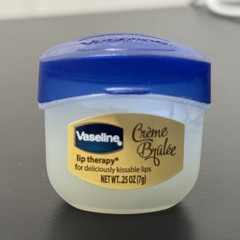 Vaseline
Crème
Brûlée
lip therapy®
for deliciously kissable lips
NET WT. .25 OZ (7g)